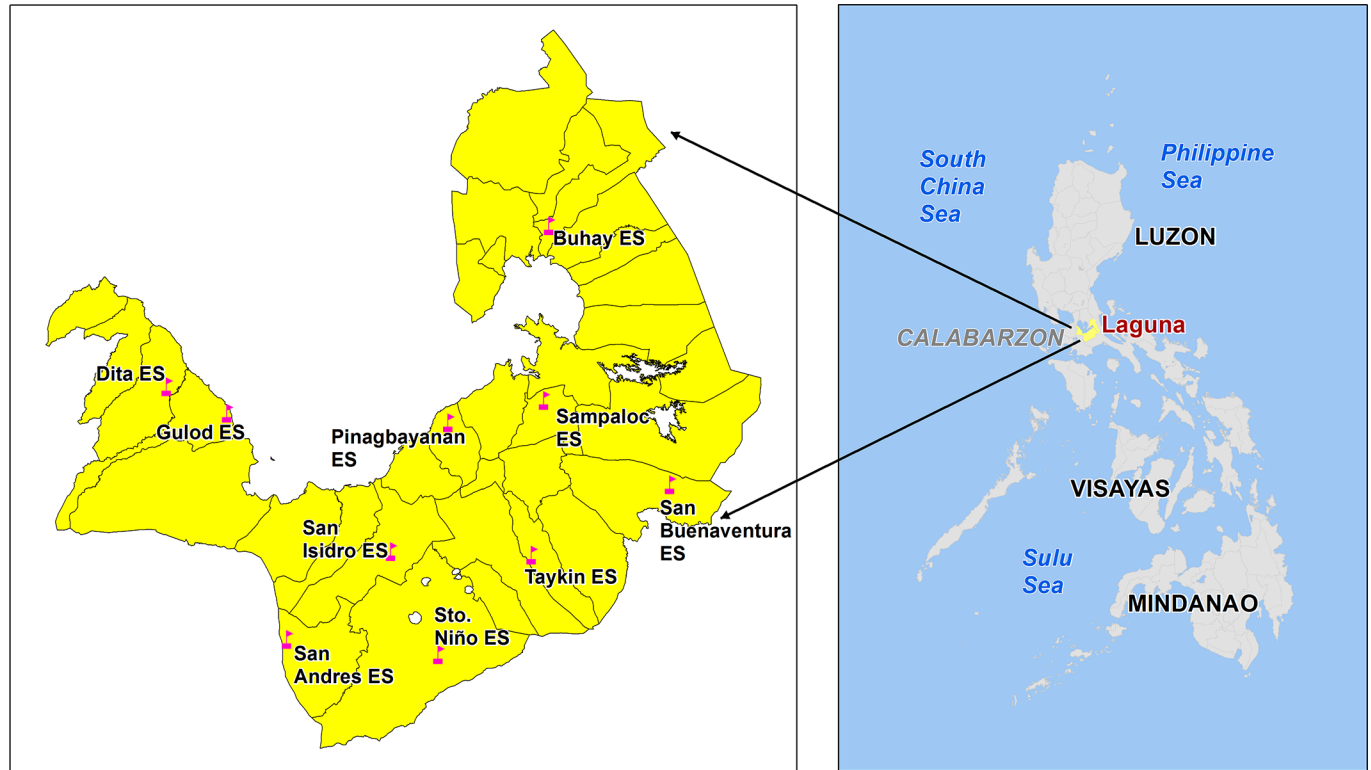 Buhay ES
Dita ES
Gulod ES
Pinagbayanan
ES
Sampaloc
ES
San
Buenaventura
ES
San
Isidro ES
Taykin ES
Sto.
Niño ES
San
Andres ES
South
China
Sea
Philippine
Sea
LUZON
CALABARZON
Laguna
VISAYAS
Sulu
Sea
MINDANAO